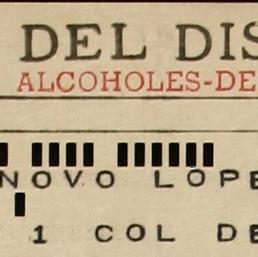 DEL DIS
ALCOHOLES-DE
NOVO LOPE
1 COL DE